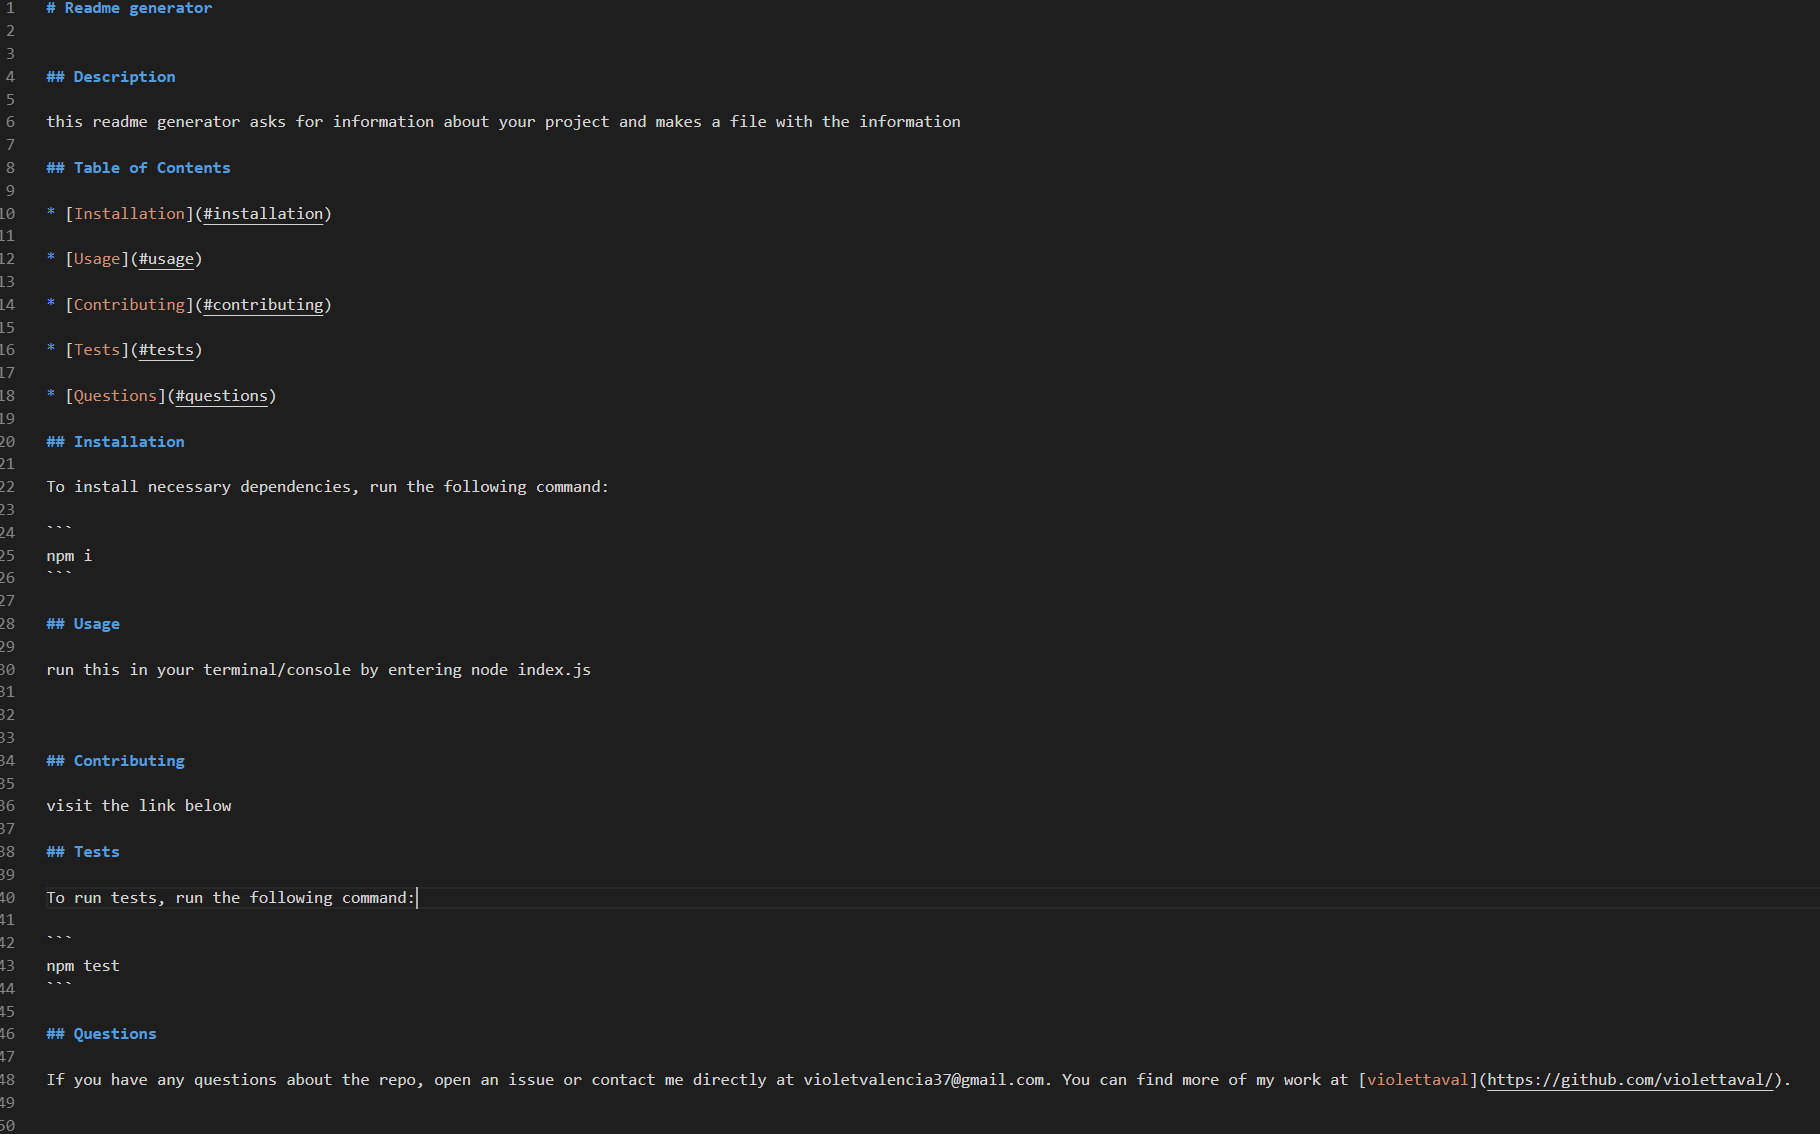 1 # Readme generator
2
3
4 ## Description
5
6 this readme generator asks for information about your project and makes a file with the information
7
8 ## Table of Contents
9
10 * [Installation](#installation)
11
12 * [Usage](#usage)
13
14 * [Contributing](#contributing)
15
16 * [Tests](#tests)
17
18 * [Questions](#questions)
19
20 ## Installation
21
22 To install necessary dependencies, run the following command:
23
24 ```
25 npm i
26 ```
27
28 ## Usage
29
30 run this in your terminal/console by entering node index.js
31
32
33
34 ## Contributing
35
36 visit the link below
37
38 ## Tests
39
40 To run tests, run the following command:
41
42 ```
43 npm test
44 ```
45
46 ## Questions
47
48 If you have any questions about the repo, open an issue or contact me directly at violetvalencia37@gmail.com. You can find more of my work at [violettaval](https://github.com/violettaval/).
49
50